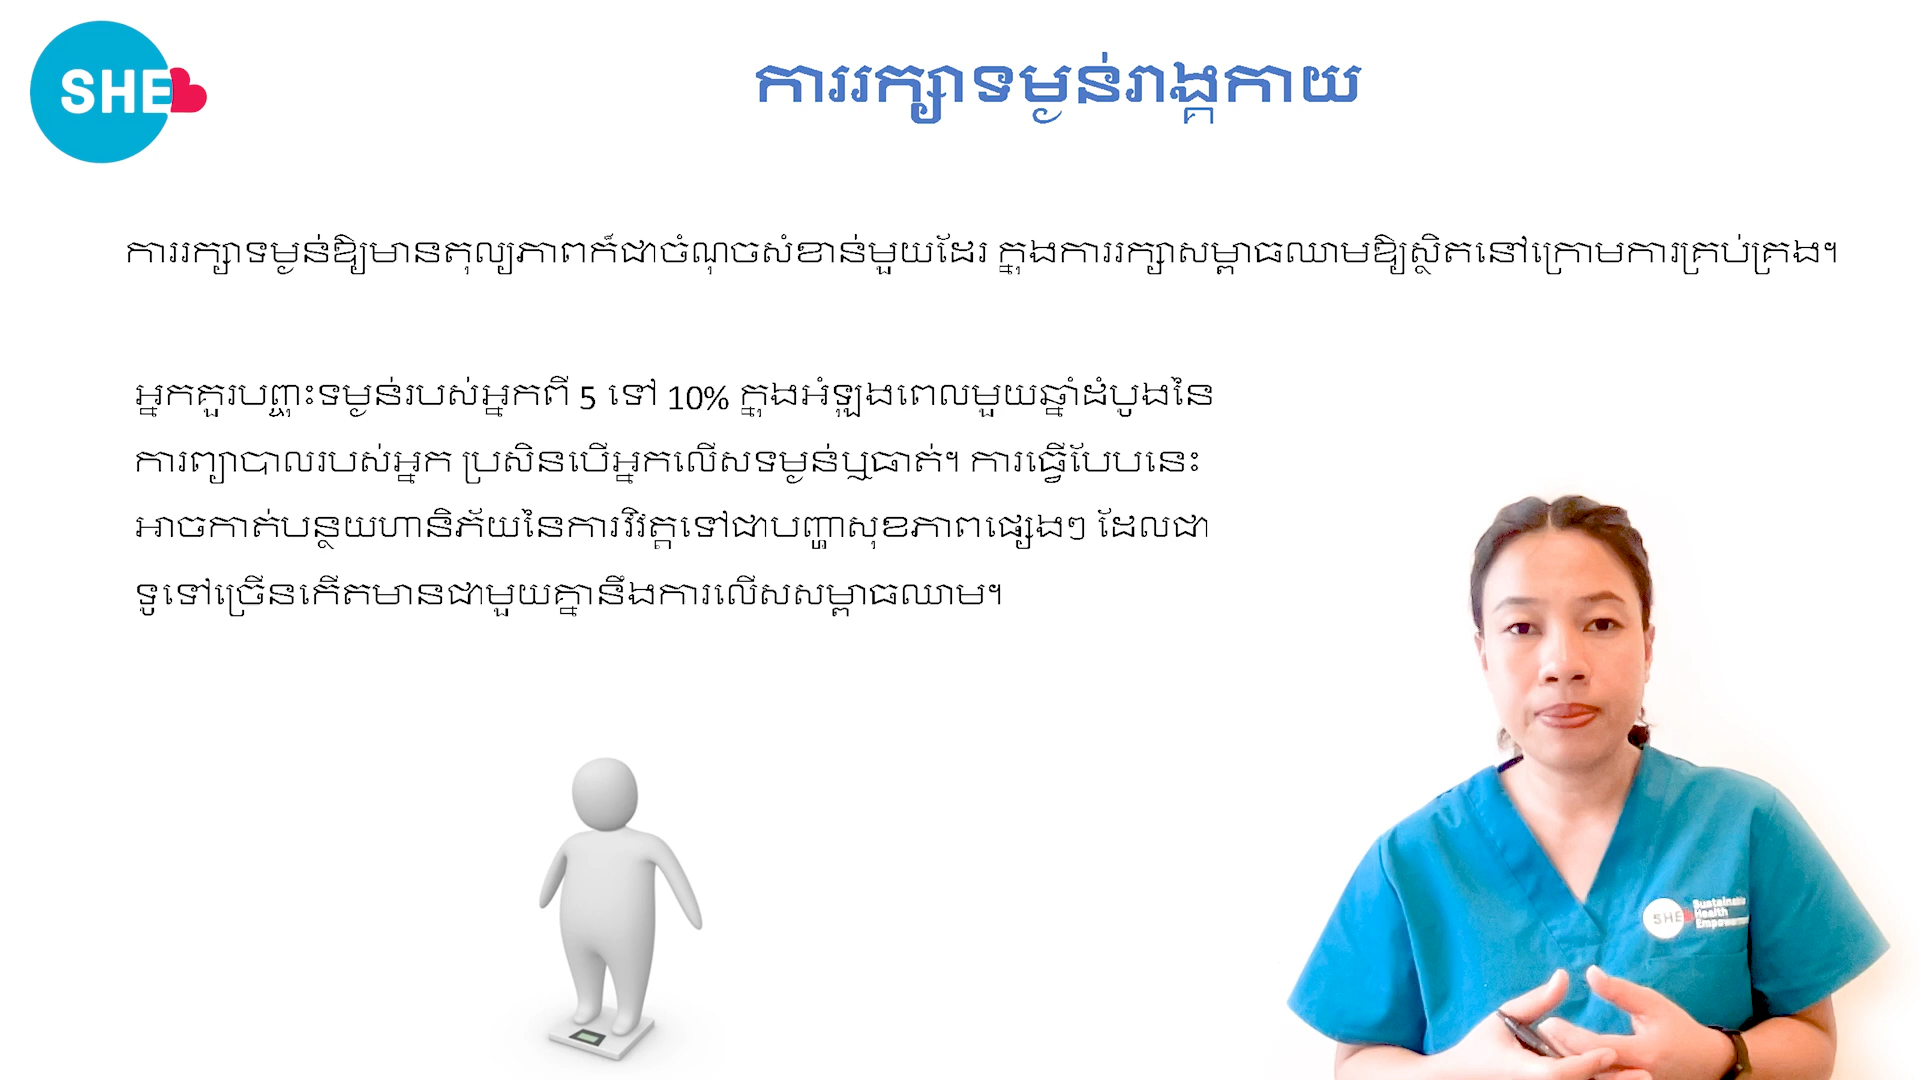 SHE
ការរក្សាទម្ងន់រាង្គកាយ
ការរក្សាទម្ងន់ឱ្យមានតុល្យភាពក៏ជាចំណុចសំខាន់មួយដែរ ក្នុងការរក្សាសម្ពាធឈាមឱ្យស្ថិតនៅក្រោមការគ្រប់គ្រង។
អ្នកគួរបញ្ចុះទម្ងន់របស់អ្នកពី 5 ទៅ 10% ក្នុងអំឡុងពេលមួយឆ្នាំដំបូងនៃ
ការព្យាបាលរបស់អ្នក ប្រសិនបើអ្នកលើសទម្ងន់ឬធាត់។ ការធ្វើបែបនេះ
អាចកាត់បន្ថយហានិភ័យនៃការវិវត្តទៅជាបញ្ហាសុខភាពផ្សេងៗ ដែលជា
ទូទៅច្រើនកើតមានជាមួយគ្នានឹងការលើសសម្ពាធឈាម។
SHE
Sustainable
Health
Empowerment